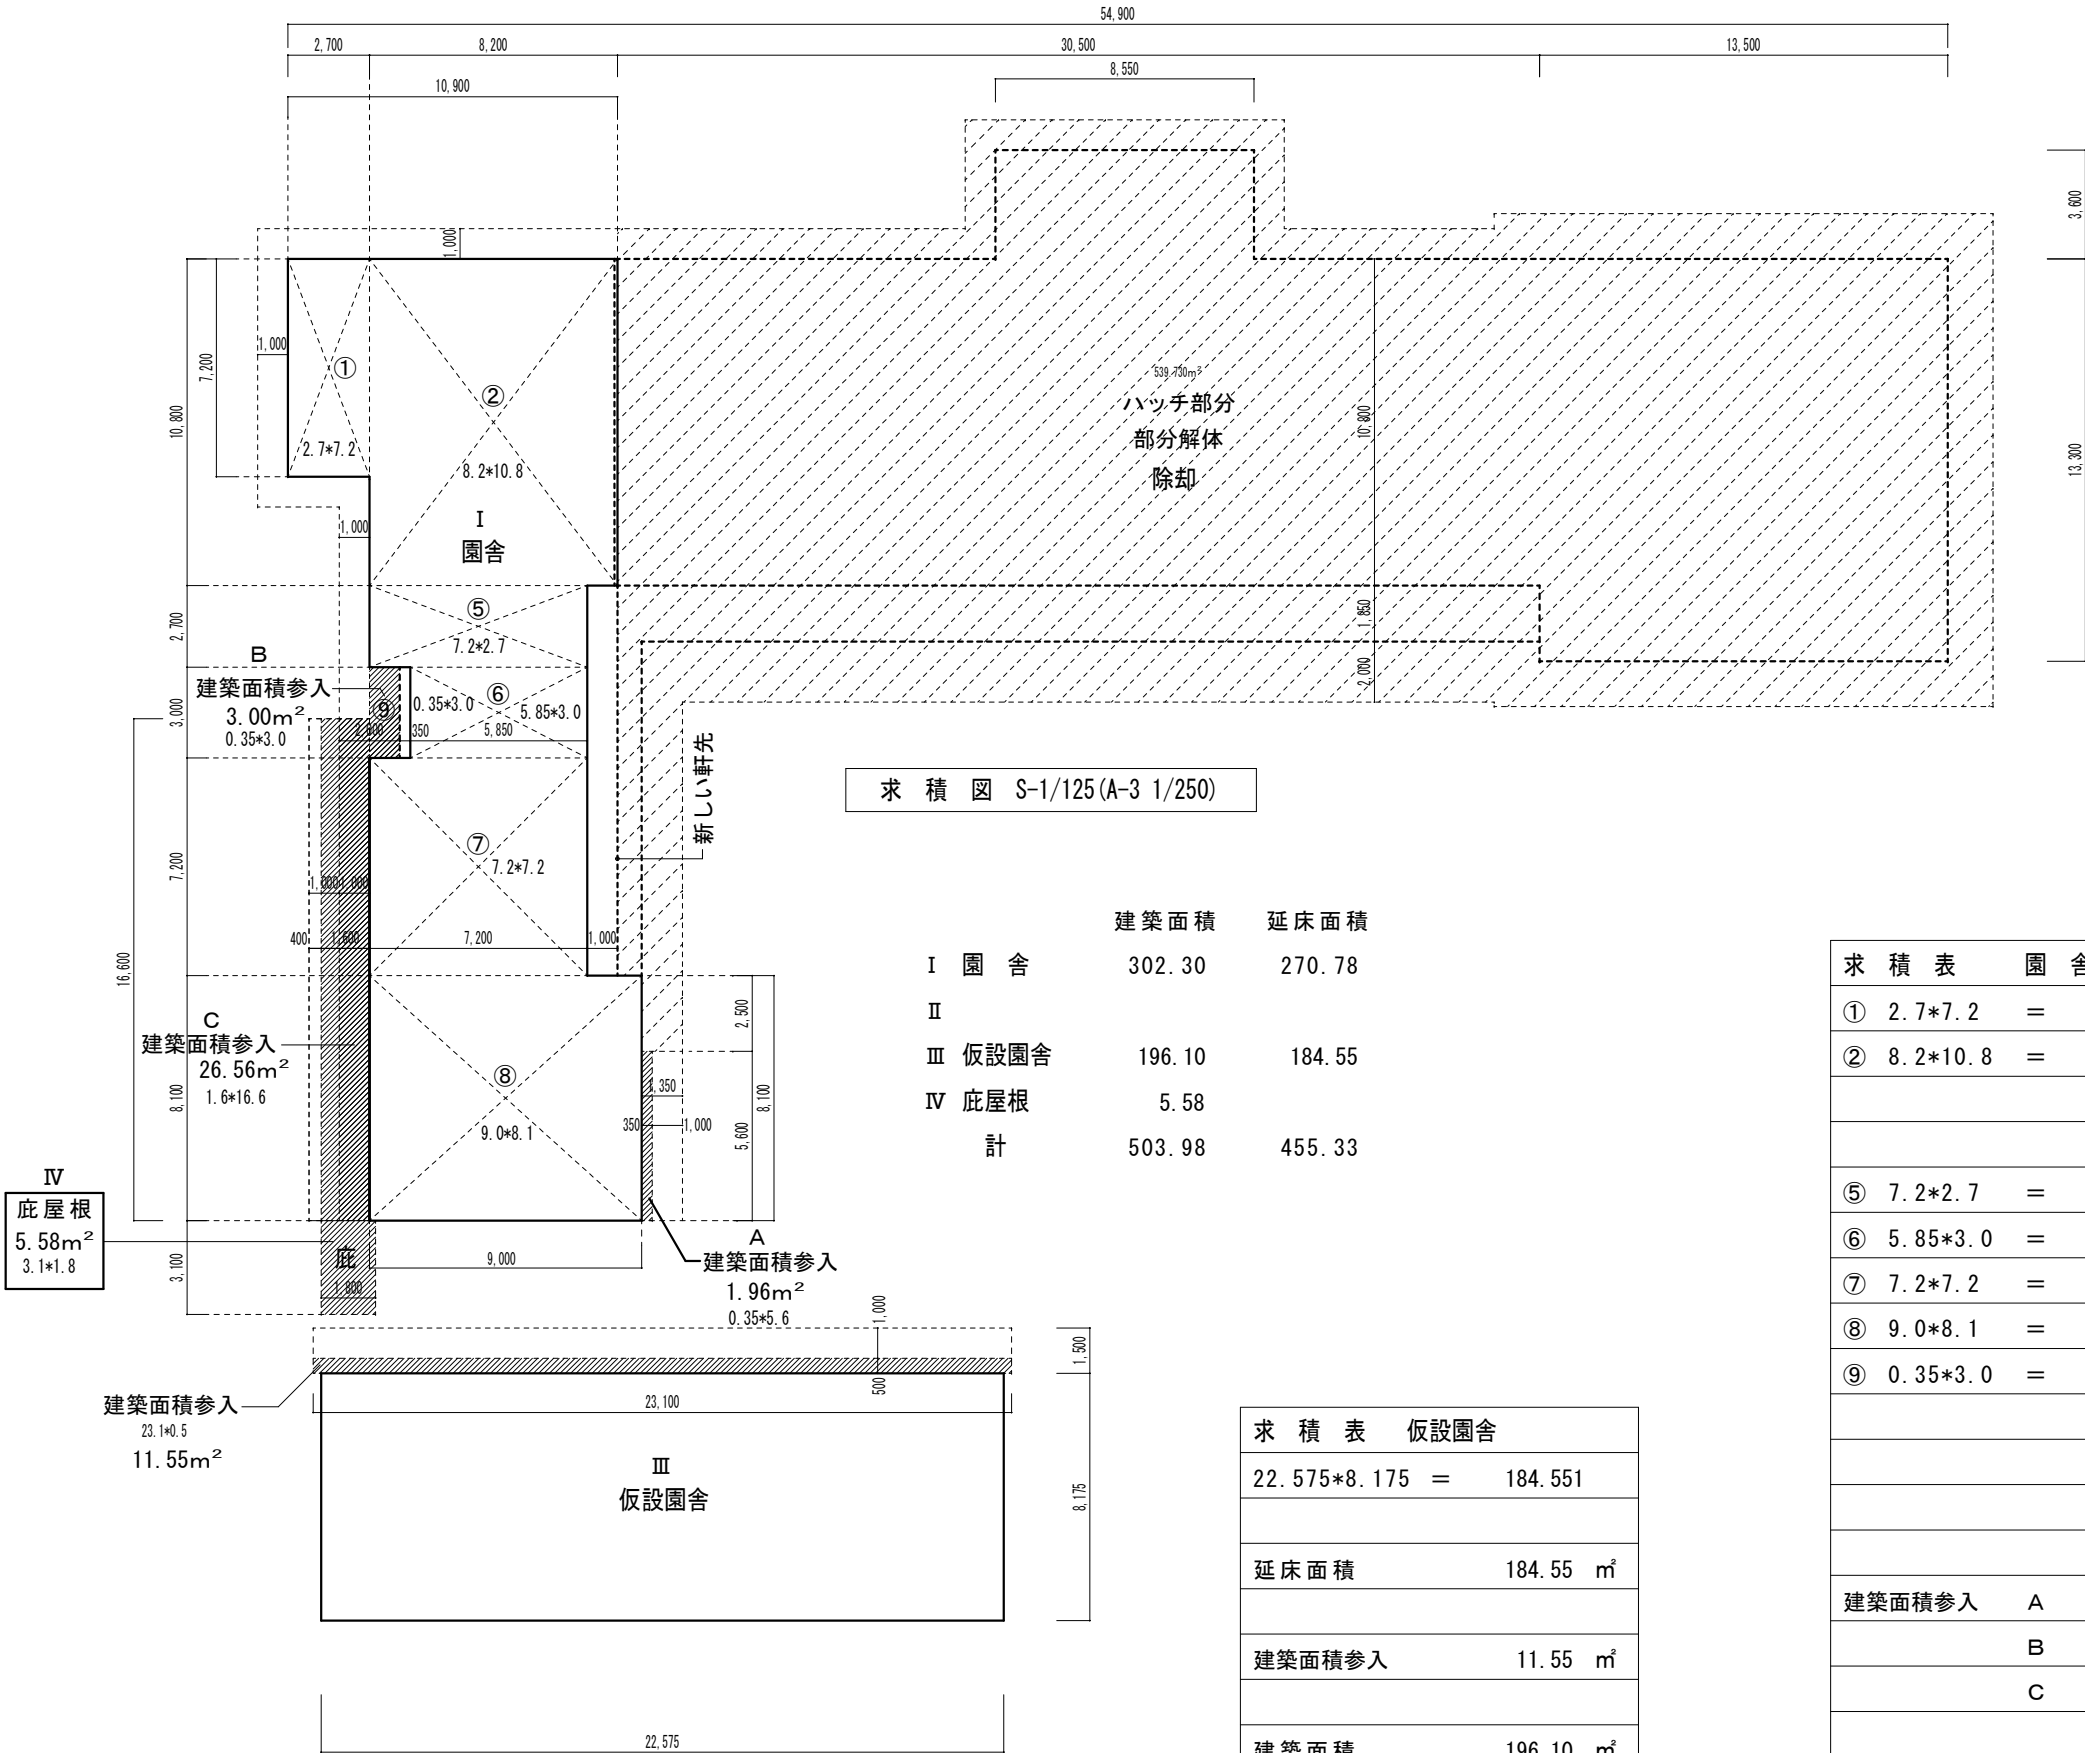 54,900
2,700
8,200
30,500
13,500
8,550
10,900
1,000
3,600
13,300
7,200
10,800
1,000
①
2.7*7.2
②
8.2*10.8
1,000
Ⅰ
園舎
539.730m²
ハッチ部分
部分解体
除却
10,800
1,850
2,000
2,700
⑤
7.2*2.7
B
建築面積参入
3.00m²
0.35*3.0
3,000
⑨
0.35*3.0
⑥
5.85*3.0
350
5,850
新しい軒先
求 積 図 S-1/125(A-3 1/250)
7,200
⑦
7.2*7.2
1,000
1,000
400
1,600
7,200
1,000
16,600
建築面積 延床面積
Ⅰ 園 舎 302.30 270.78
Ⅱ
Ⅲ 仮設園舎 196.10 184.55
Ⅳ 庇屋根 5.58
計 503.98 455.33
C
建築面積参入
26.56m²
1.6*16.6
8,100
⑧
9.0*8.1
2,500
5,600
8,100
1,350
350
1,000
Ⅳ
庇屋根
5.58m²
3.1*1.8
3,100
庇
1,800
9,000
A
建築面積参入
1.96m²
0.35*5.6
1,000
500
1,500
8,175
建築面積参入
23.1*0.5
11.55m²
23,100
Ⅲ
仮設園舎
22,575
求 積 表 仮設園舎
22.575*8.175 = 184.551
延床面積 184.55 ㎡
建築面積参入 11.55 ㎡
建築面積 196.10 ㎡
求 積 表 園 舎
① 2.7*7.2 =
② 8.2*10.8 =
⑤ 7.2*2.7 =
⑥ 5.85*3.0 =
⑦ 7.2*7.2 =
⑧ 9.0*8.1 =
⑨ 0.35*3.0 =
建築面積参入 A
B
C